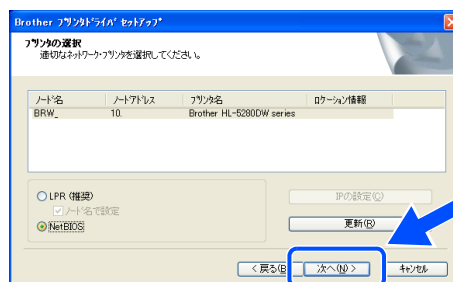 Brother プリンタドライバ セットアップ
プリンタの選択
適切なネットワーク・プリンタを選択してください。
ノード名 ノードアドレス プリンタ名 ロケーション情報
BRW_ 10. Brother HL-5280DW series
LPR (推奨)
ノード名で設定
NetBIOS
IPの設定(C)
更新(R)
< 戻る(B) 次へ(N) > キャンセル